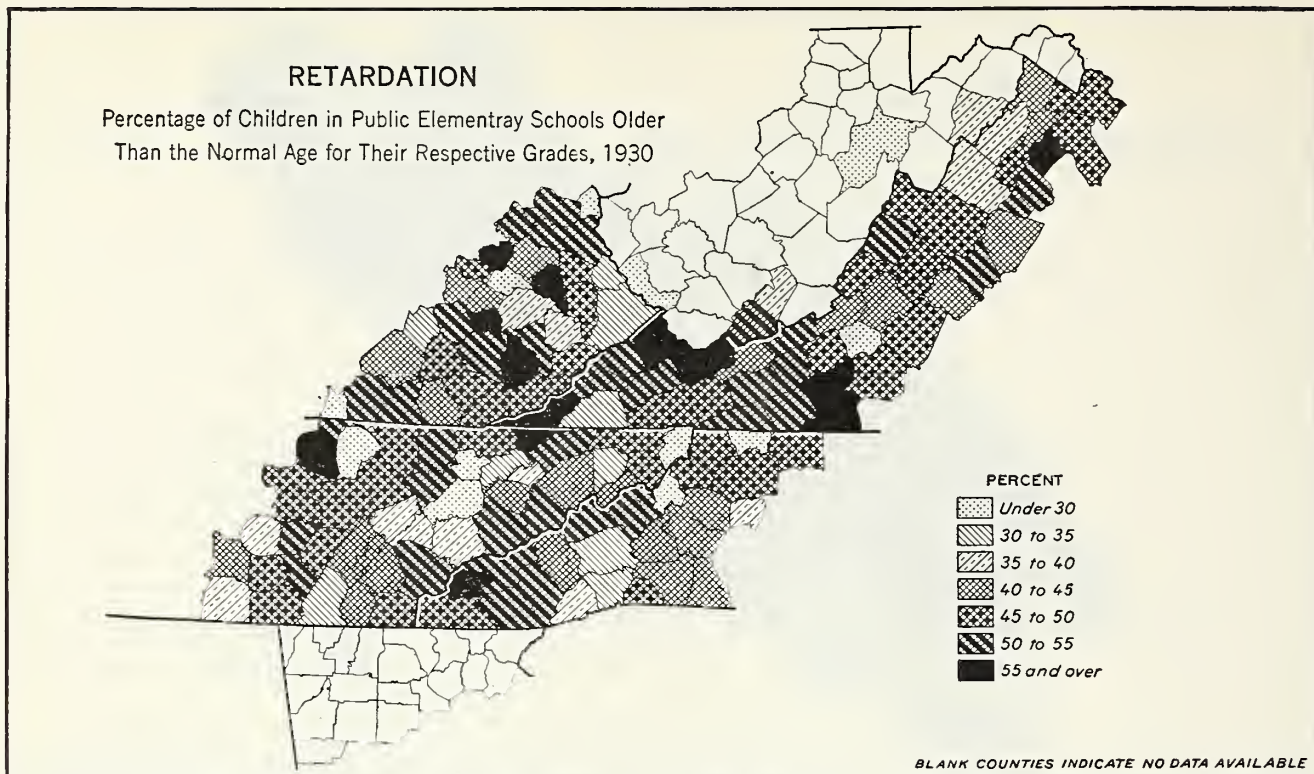 RETARDATION
Percentage of Children in Public Elementray Schools Older
Than the Normal Age for Their Respective Grades, 1930
PERCENT
Under 30
30 to 35
35 to 40
40 to 45
45 to 50
50 to 55
55 and over
BLANK COUNTIES INDICATE NO DATA AVAILABLE